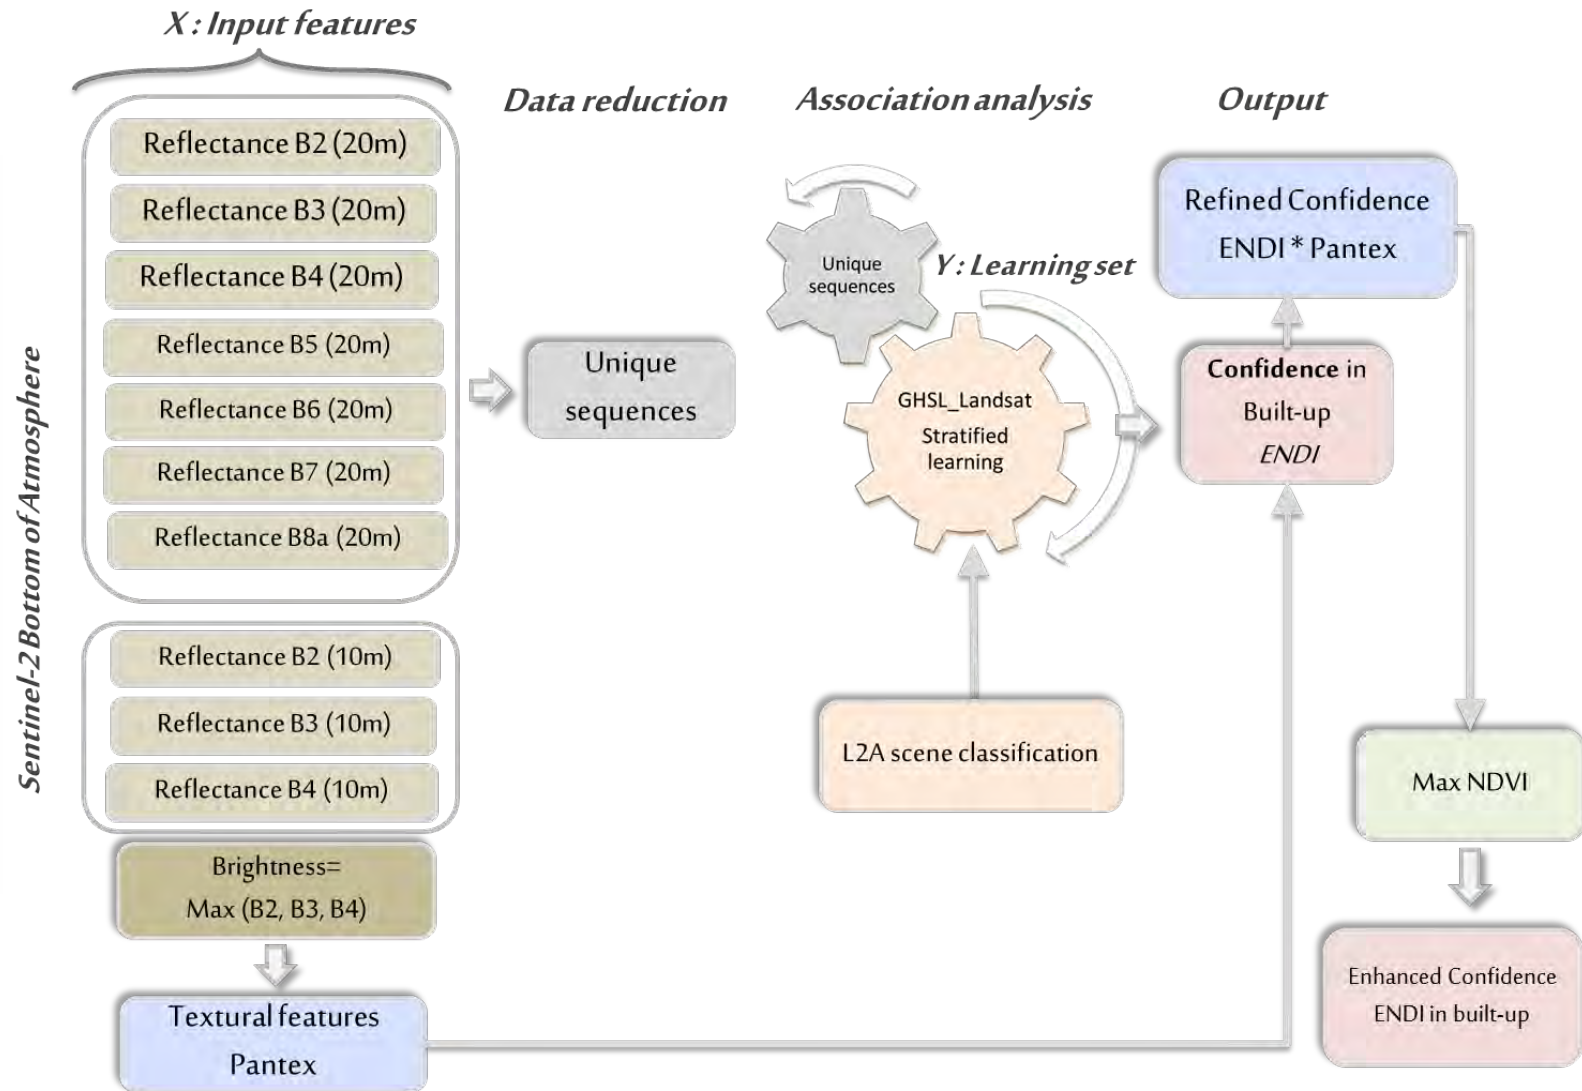 X : Input features
Data reduction
Association analysis
Output
Sentinel-2 Bottom of Atmosphere
Reflectance B2 (20m)
Reflectance B3 (20m)
Reflectance B4 (20m)
Reflectance B5 (20m)
Reflectance B6 (20m)
Reflectance B7 (20m)
Reflectance B8a (20m)
Reflectance B2 (10m)
Reflectance B3 (10m)
Reflectance B4 (10m)
Brightness=
Max (B2, B3, B4)
Textural features
Pantex
Unique
sequences
Unique
sequences
Y : Learning set
GHSL_Landsat
Stratified
learning
L2A scene classification
Refined Confidence
ENDI * Pantex
Confidence in
Built-up
ENDI
Max NDVI
Enhanced Confidence
ENDI in built-up